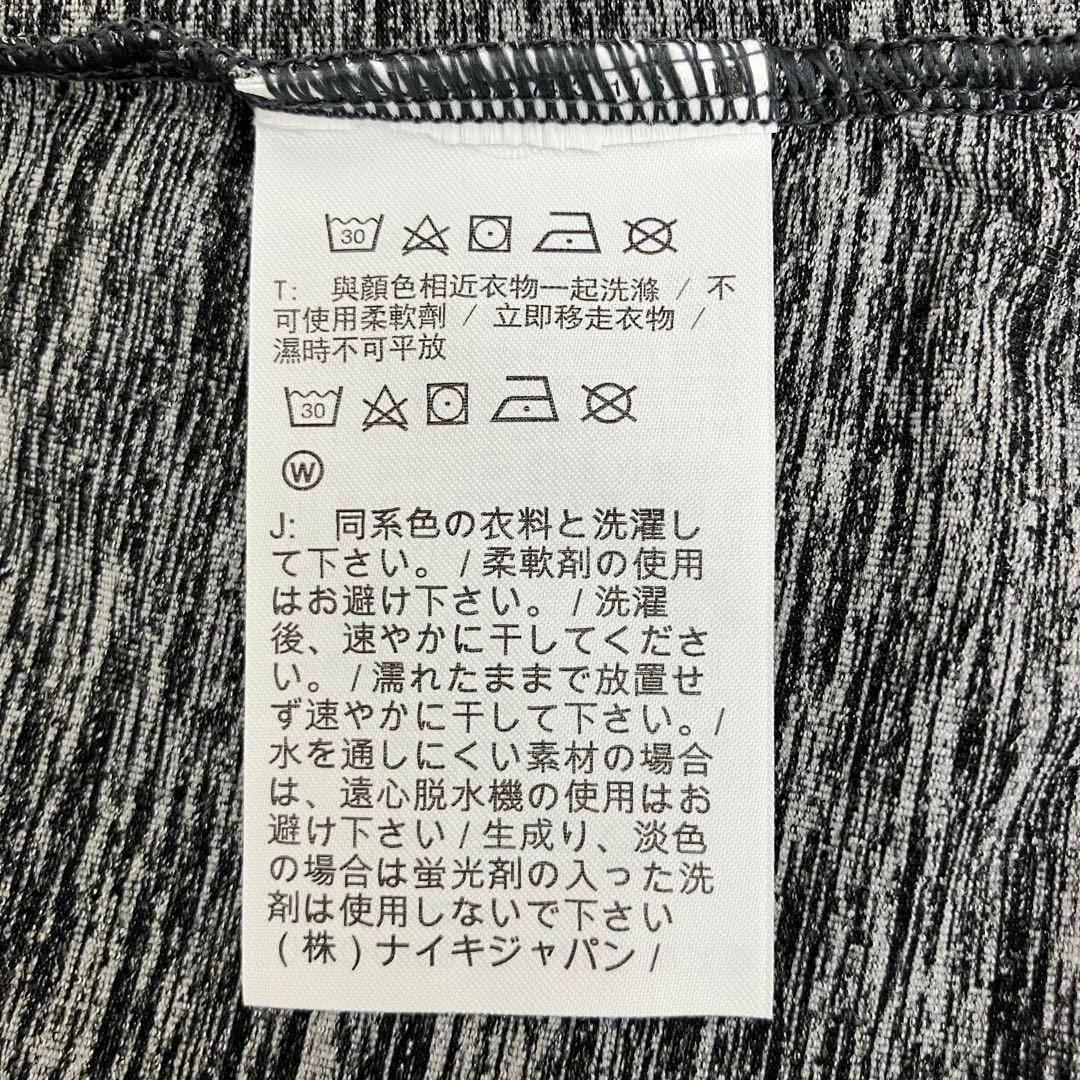 30
T: 與顏色相近衣物一起洗滌 / 不
可使用柔軟劑 / 立即移走衣物 /
濕時不可平放
30
W
J: 同系色の衣料と洗濯し
て下さい。/ 柔軟剤の使用
はお避け下さい。/ 洗濯
後、速やかに干してくださ
い。/ 濡れたままで放置せ
ず速やかに干して下さい。/
水を通しにくい素材の場合
は、遠心脱水機の使用はお
避け下さい / 生成り、淡色
の場合は蛍光剤の入った洗
剤は使用しないで下さい
(株)ナイキジャパン /